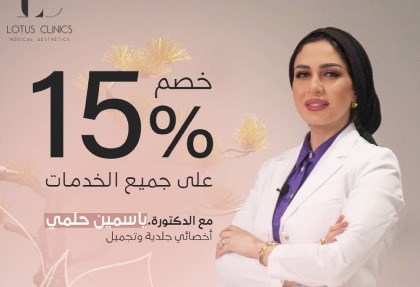 LOTUS CLINICS
MEDICAL AESTHETICS
خصم
15%
على جميع الخدمات
مع الدكتورة. ياسمين حلمي
أخصائي جلدية وتجميل